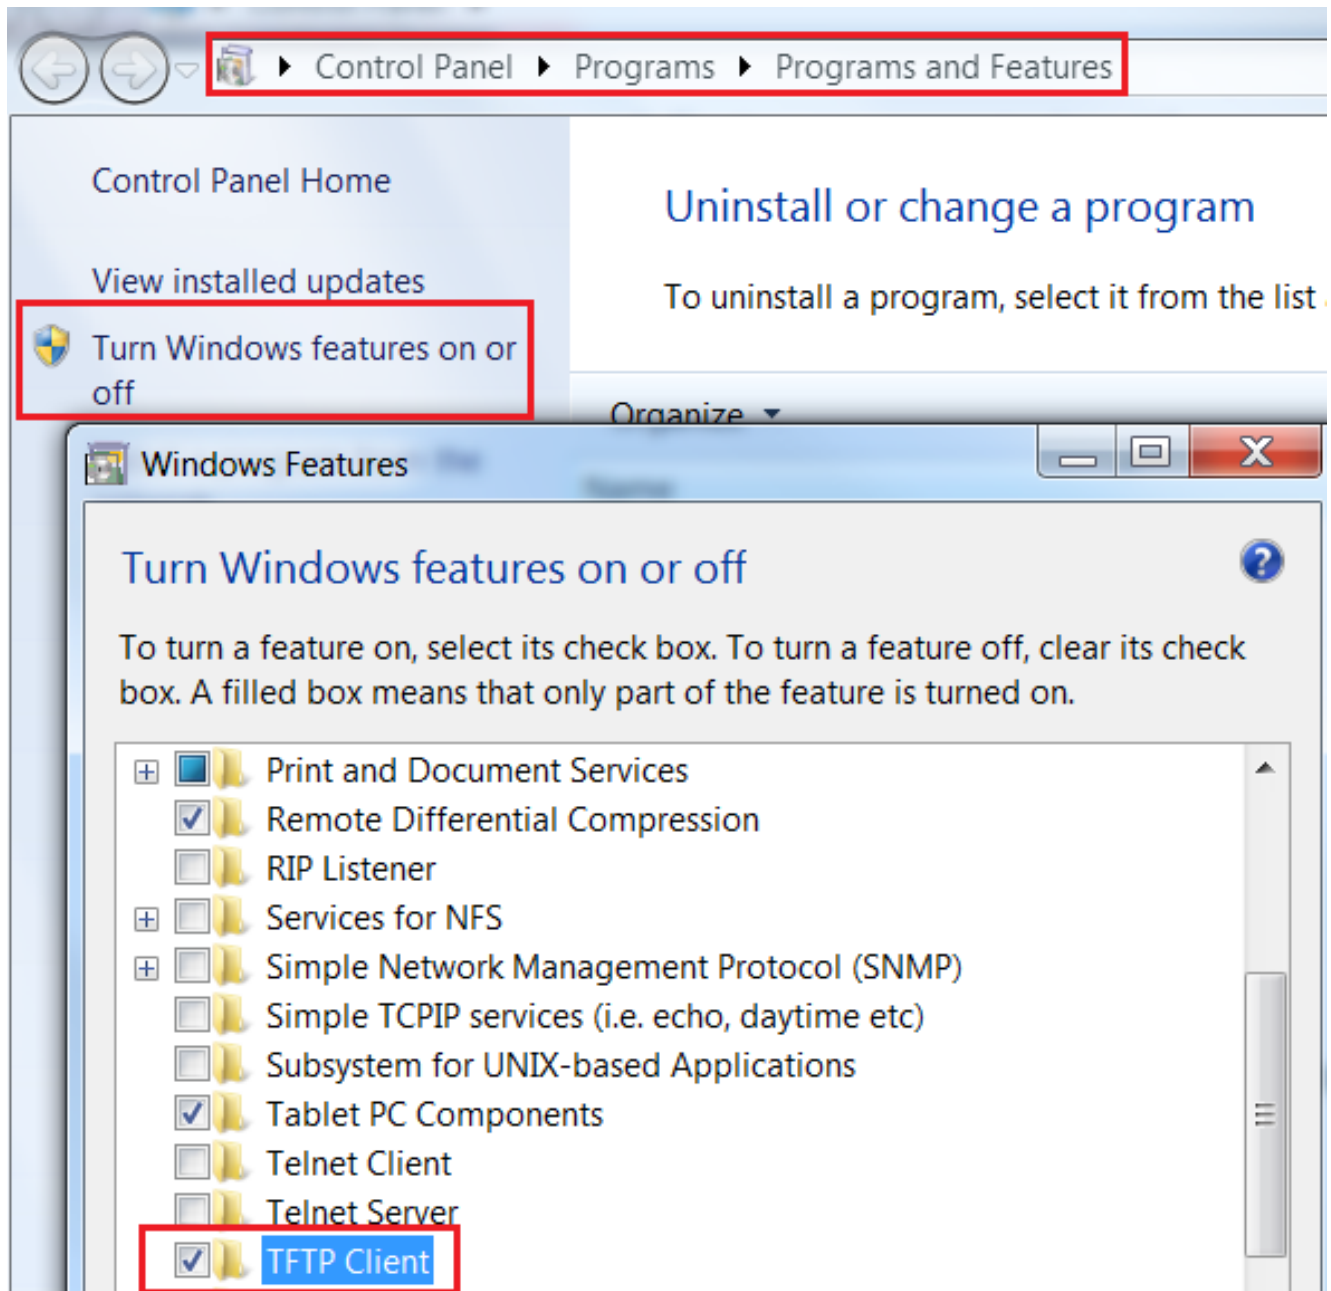 Control Panel Programs Programs and Features
Control Panel Home
View installed updates
Turn Windows features on or
off
Uninstall or change a program
To uninstall a program, select it from the list
Organize
Name
Windows Features
Turn Windows features on or off
To turn a feature on, select its check box. To turn a feature off, clear its check
box. A filled box means that only part of the feature is turned on.
Print and Document Services
Remote Differential Compression
RIP Listener
Services for NFS
Simple Network Management Protocol (SNMP)
Simple TCPIP services (i.e. echo, daytime etc)
Subsystem for UNIX-based Applications
Tablet PC Components
Telnet Client
Telnet Server
TFTP Client